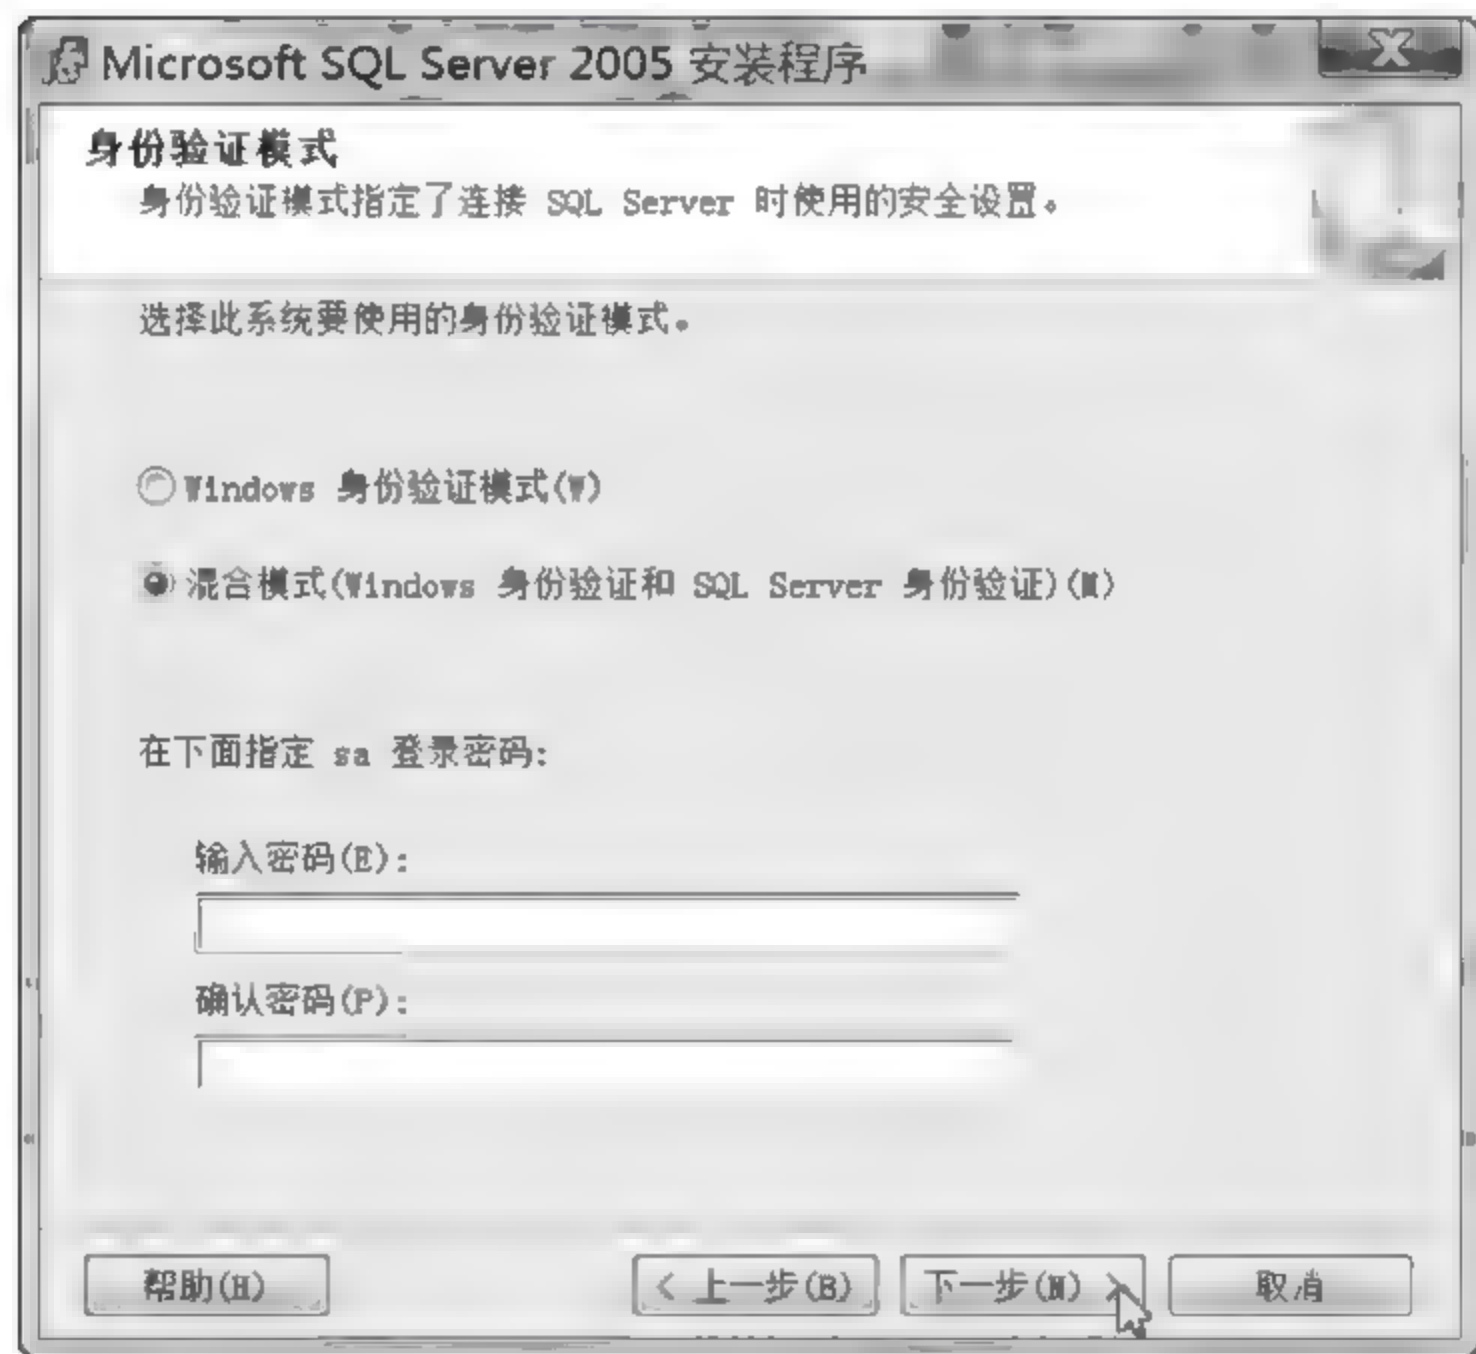 Microsoft SQL Server 2005 安装程序
身份验证模式
身份验证模式指定了连接 SQL Server 时使用的安全设置。
选择此系统要使用的身份验证模式。
Windows 身份验证模式(W)
混合模式(Windows 身份验证和 SQL Server 身份验证)(M)
在下面指定 sa 登录密码:
输入密码(E):
确认密码(P):
帮助(H)
< 上一步(B)
下一步(N) >
取消